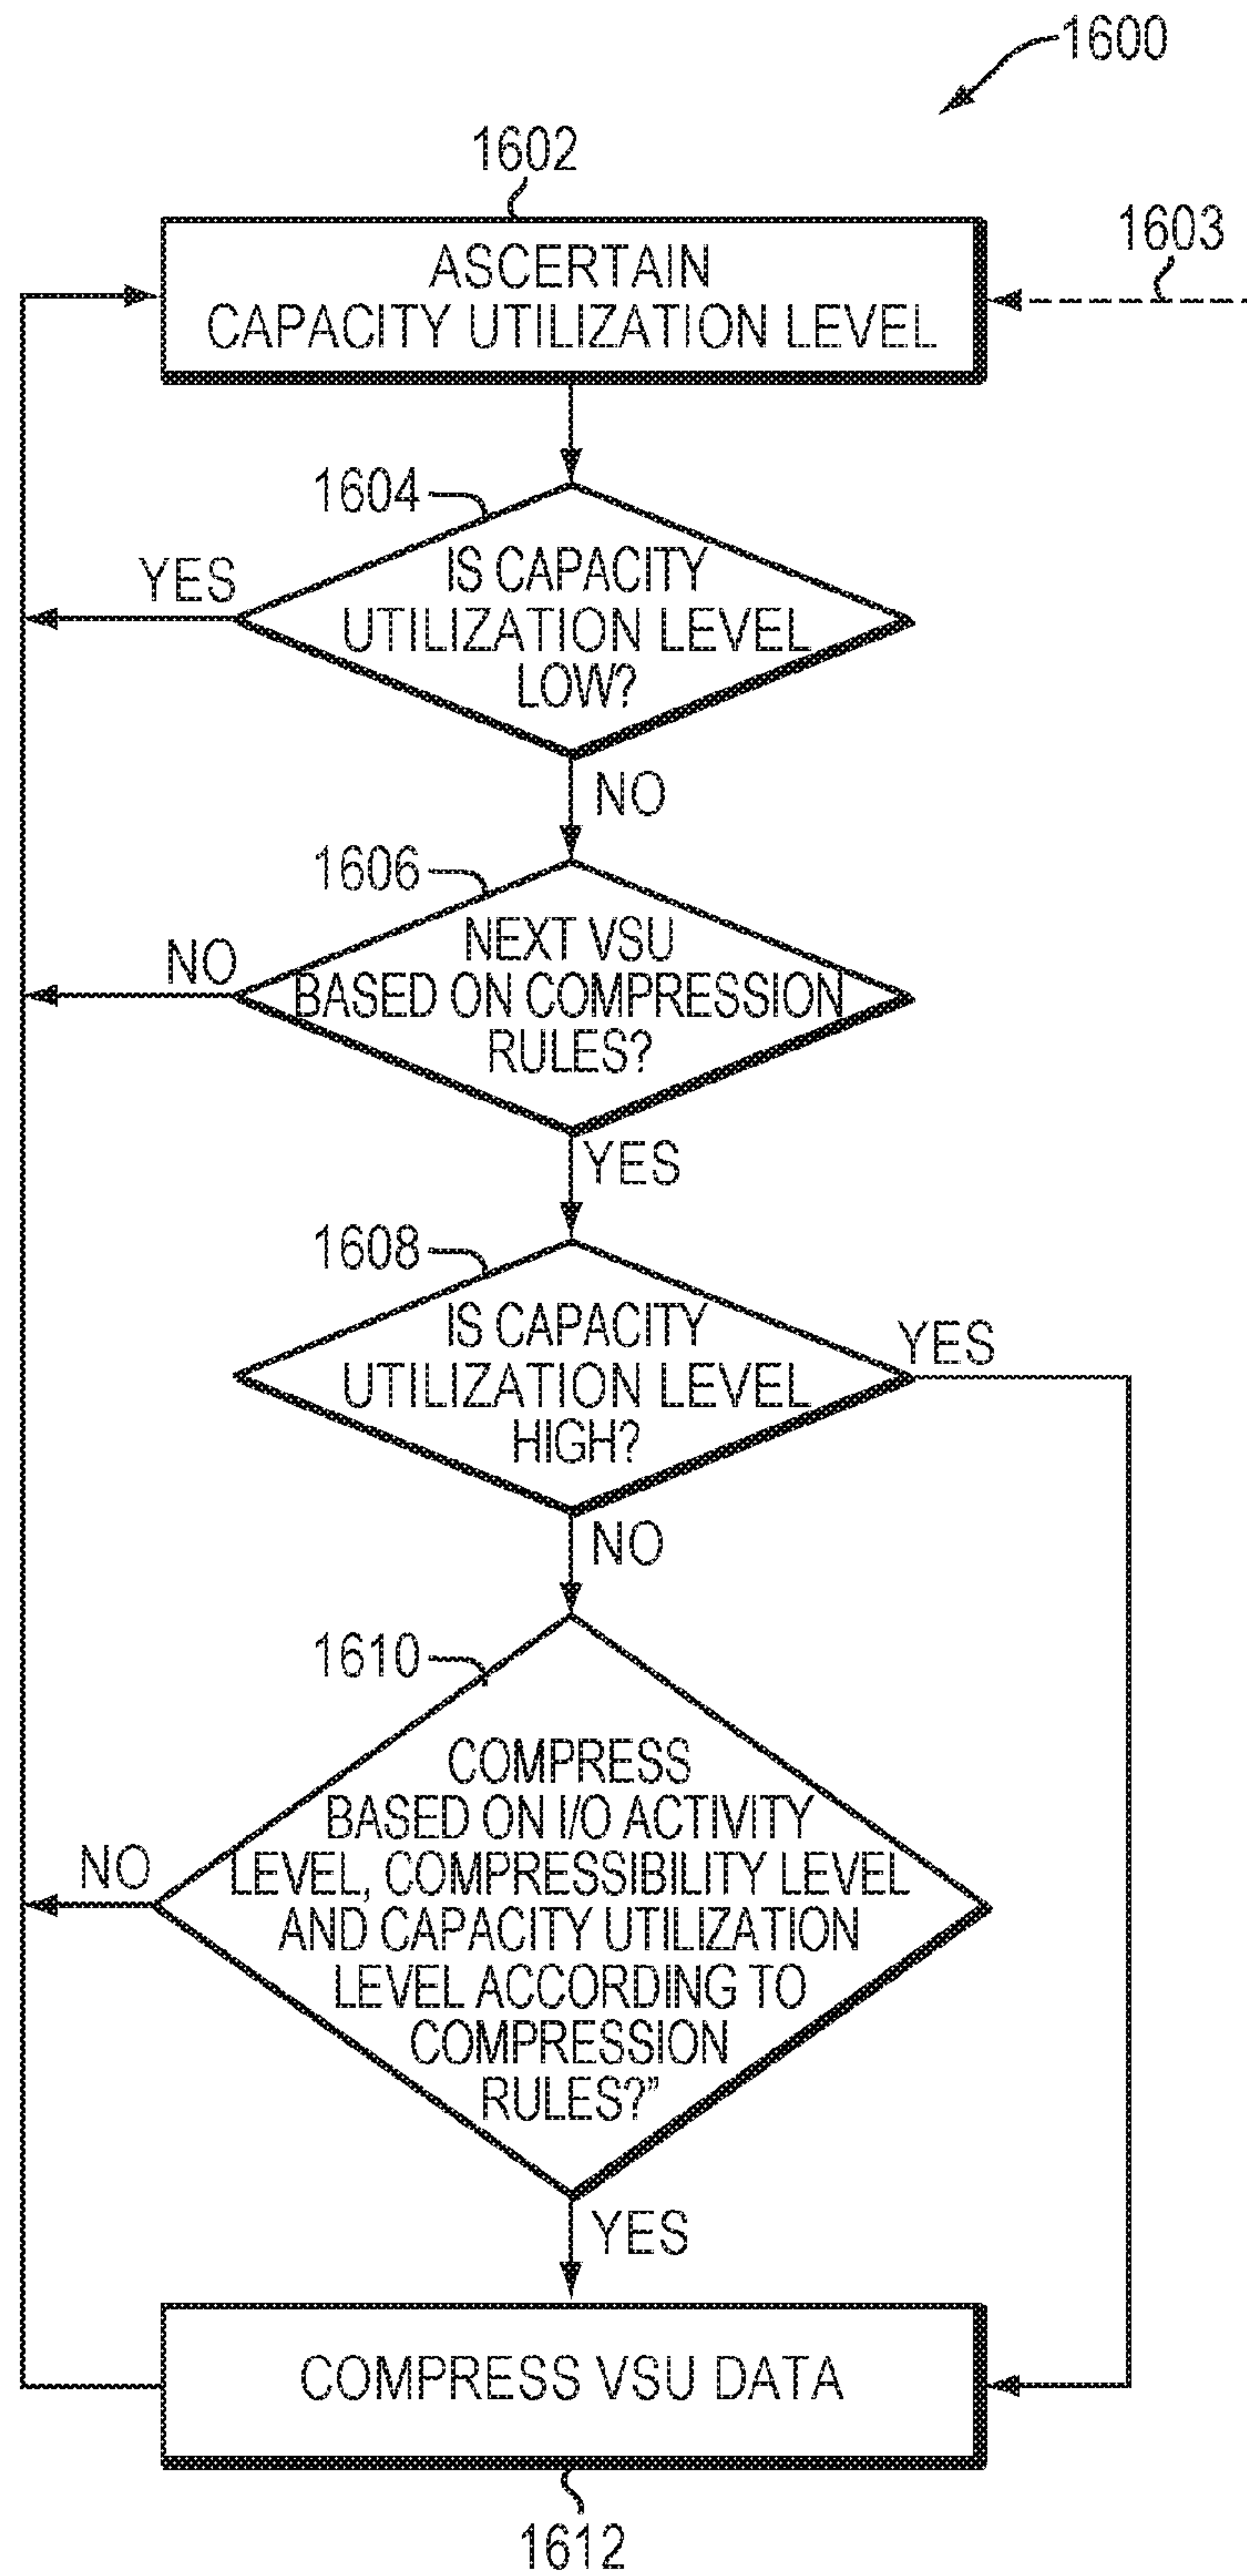 1600
1602
1603
ASCERTAIN
CAPACITY UTILIZATION LEVEL
1604
YES
IS CAPACITY
UTILIZATION LEVEL
LOW?
NO
1606
NO
NEXT VSU
BASED ON COMPRESSION
RULES?
YES
1608
IS CAPACITY
UTILIZATION LEVEL
HIGH?
YES
NO
1610
COMPRESS
BASED ON I/O ACTIVITY
LEVEL, COMPRESSIBILITY LEVEL
AND CAPACITY UTILIZATION
LEVEL ACCORDING TO
COMPRESSION
RULES?”
NO
YES
COMPRESS VSU DATA
1612